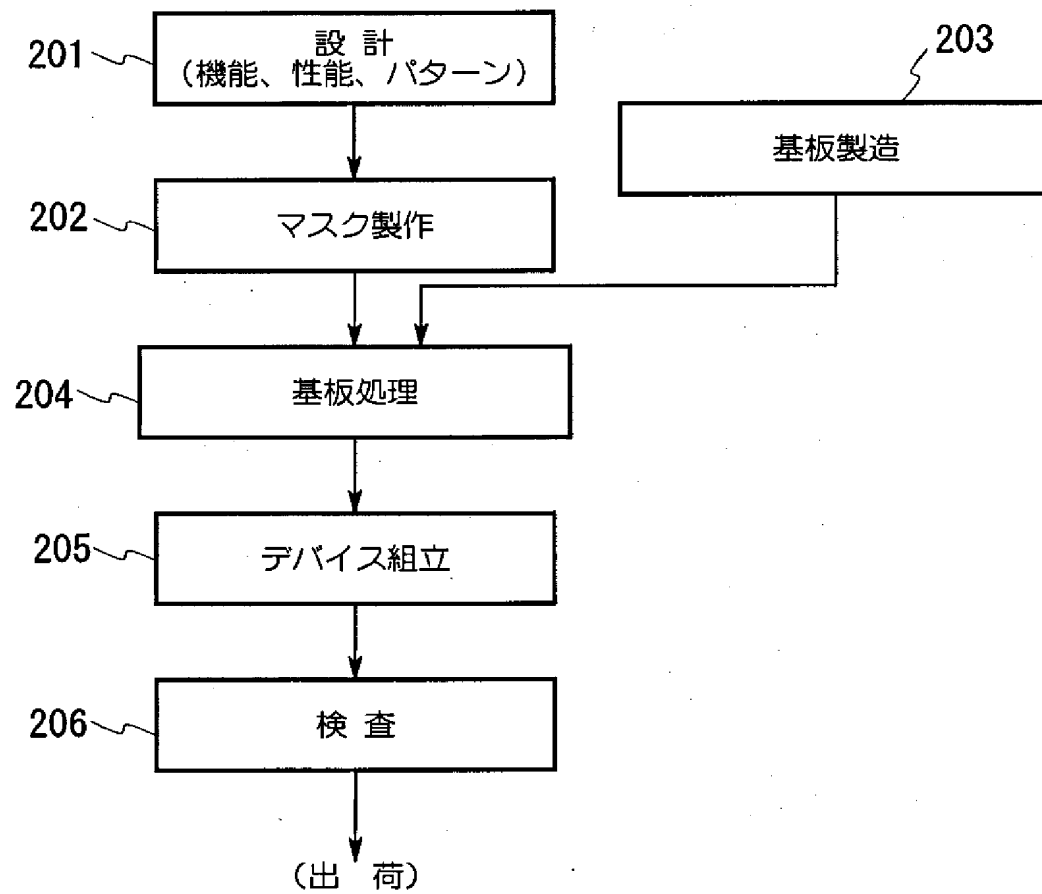 201
設 計
(機能、性能、パターン)
203
基板製造
202
マスク製作
204
基板処理
205
デバイス組立
206
検 査
(出 荷)